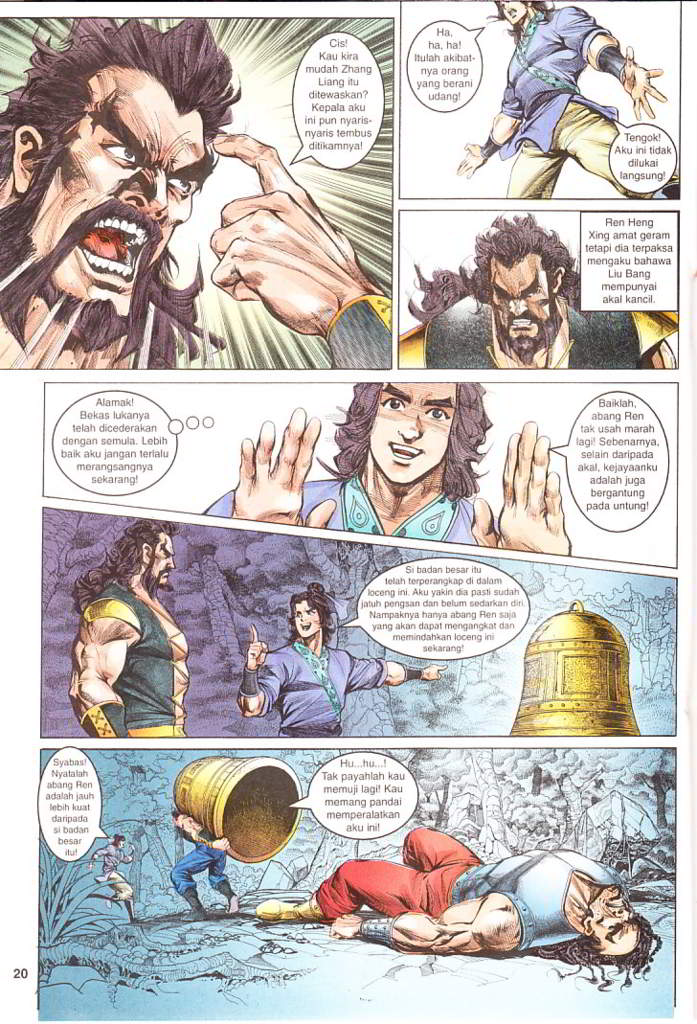 Cis!
Kau kira
mudah Zhang
Liang itu
ditewaskan?
Kepala aku
ini pun nyaris-
nyaris tembus
ditikamnya!
Ha,
ha, ha!
Itulah akibat-
nya orang
yang berani
udang!
Tengok!
Aku ini tidak
dilukai
langsung!
Ren Heng
Xing amat geram
tetapi dia terpaksa
mengaku bahawa
Liu Bang
mempunyai
akal kancil.
Alamak!
Bekas lukanya
telah dicederakan
dengan semula. Lebih
baik aku jangan terlalu
merangsangnya
sekarang!
Baiklah,
abang Ren
tak usah marah
lagi! Sebenarnya,
selain daripada
akal, kejayaanku
adalah juga
bergantung
pada untung!
Si badan besar itu
telah terperangkap di dalam
loceng ini. Aku yakin dia pasti sudah
jatuh pengsan dan belum sedarkan diri.
Nampaknya hanya abang Ren saja
yang akan dapat mengangkat dan
memindahkan loceng ini
sekarang!
Syabas!
Nyatalah
abang Ren
adalah jauh
lebih kuat
daripada
si badan
besar
itu!
Hu...hu...!
Tak payahlah kau
memuji lagi! Kau
memang pandai
memperalatkan
aku ini!
20